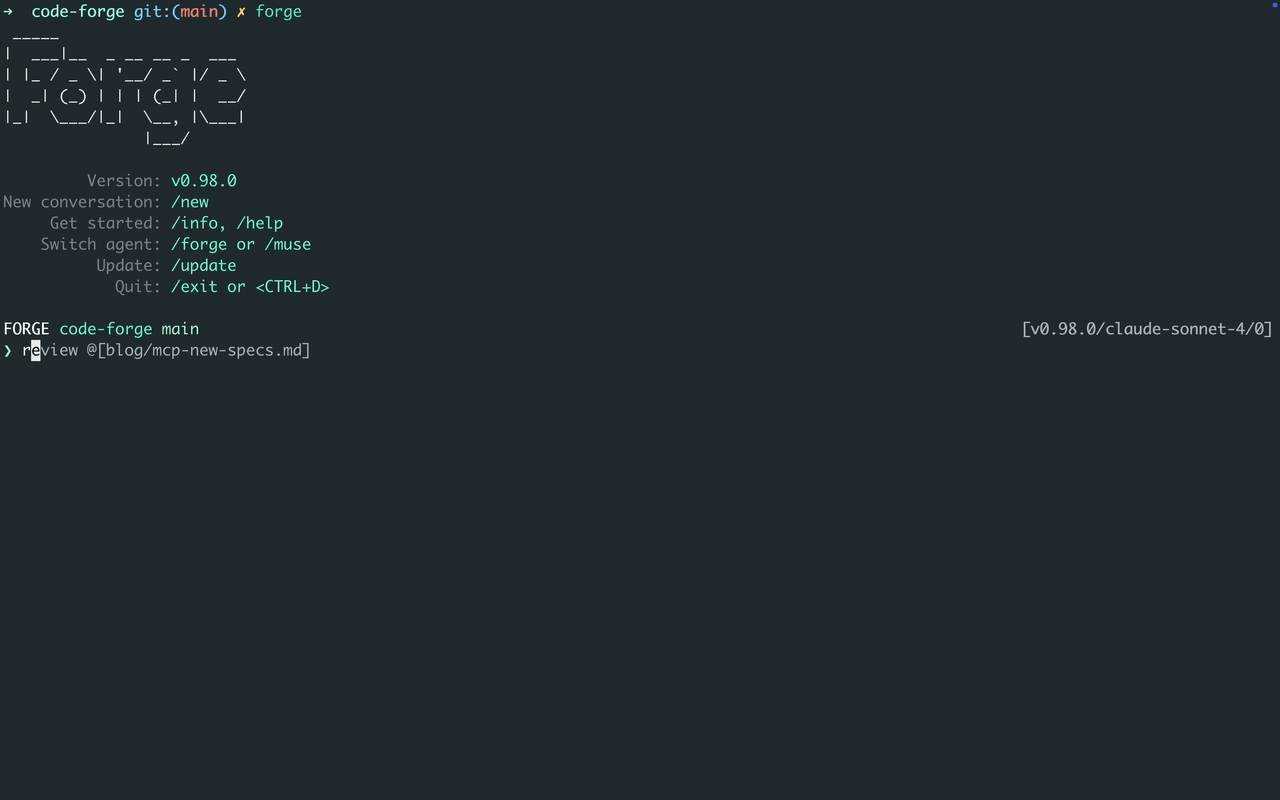 ➜  code-forge git:(main) ✗ forge
 _____
|  ___|__  _ __ __ _  ___
| |_ / _ \| '__/ _` |/ _ \
|  _| (_) | | | (_| |  __/
|_|  \___/|_|  \__, |\___|
               |___/
Version: v0.98.0
New conversation: /new
Get started: /info, /help
Switch agent: /forge or /muse
Update: /update
Quit: /exit or <CTRL+D>
FORGE code-forge main [v0.98.0/claude-sonnet-4/0]
❯ review @[blog/mcp-new-specs.md]